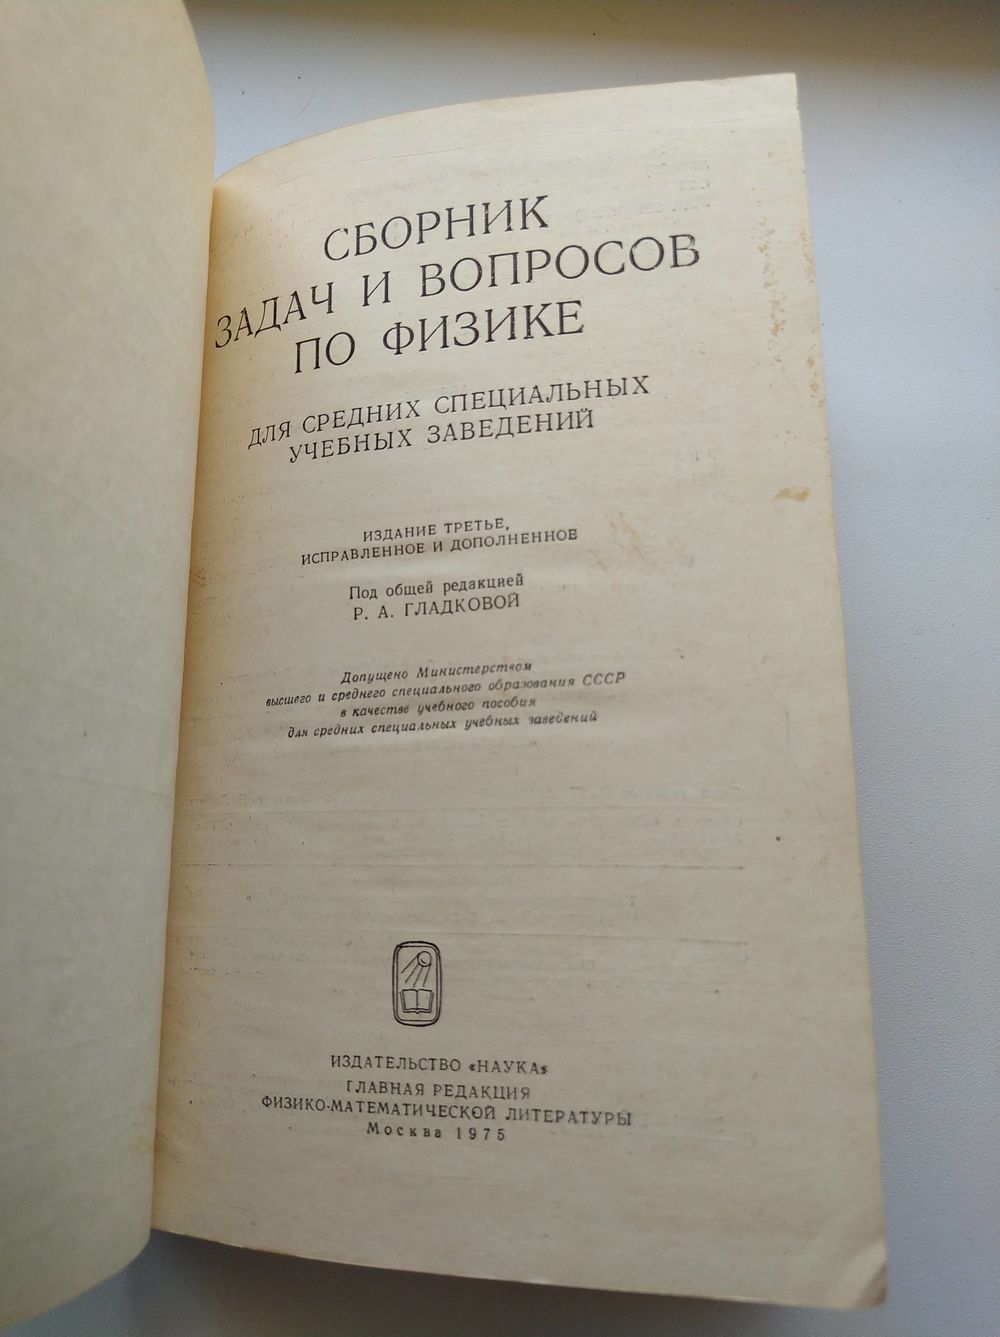 СБОРНИК
ЗАДАЧ И ВОПРОСОВ
ПО ФИЗИКЕ
ДЛЯ СРЕДНИХ СПЕЦИАЛЬНЫХ
УЧЕБНЫХ ЗАВЕДЕНИЙ
ИЗДАНИЕ ТРЕТЬЕ,
ИСПРАВЛЕННОЕ И ДОПОЛНЕННОЕ
Под общей редакцией
Р. А. ГЛАДКОВОЙ
Допущено Министерством
высшего и среднего специального образования СССР
в качестве учебного пособия
для средних специальных учебных заведений
ИЗДАТЕЛЬСТВО «НАУКА»
ГЛАВНАЯ РЕДАКЦИЯ
ФИЗИКО-МАТЕМАТИЧЕСКОЙ ЛИТЕРАТУРЫ
Москва 1975